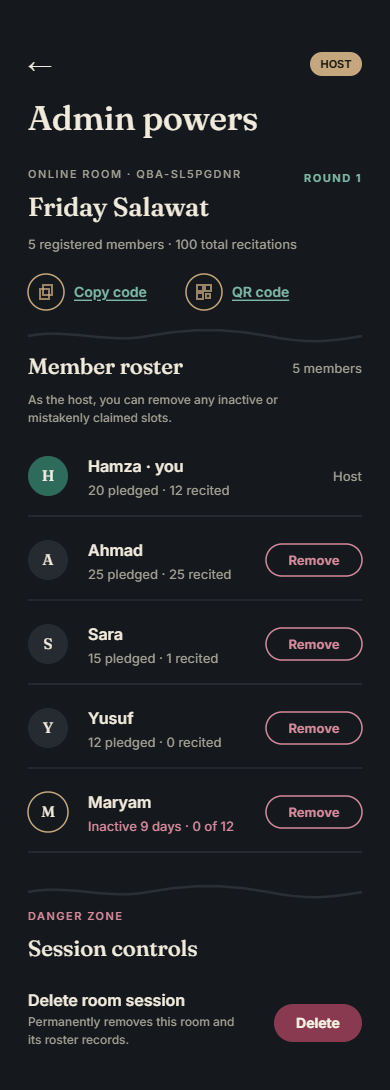 ←
HOST
Admin powers
ONLINE ROOM · QBA-SL5PGDNR
ROUND 1
Friday Salawat
5 registered members · 100 total recitations
Copy code
QR code
Member roster
5 members
As the host, you can remove any inactive or
mistakenly claimed slots.
H
Hamza · you
20 pledged · 12 recited
Host
A
Ahmad
25 pledged · 25 recited
Remove
S
Sara
15 pledged · 1 recited
Remove
Y
Yusuf
12 pledged · 0 recited
Remove
M
Maryam
Inactive 9 days · 0 of 12
Remove
DANGER ZONE
Session controls
Delete room session
Permanently removes this room and
its roster records.
Delete